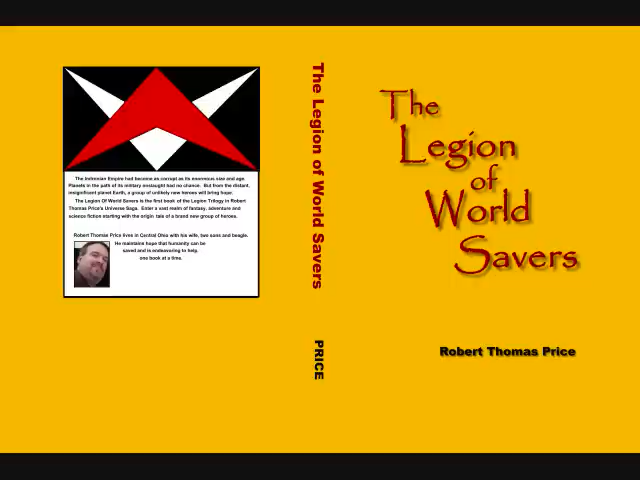 The Imfronian Empire had become as corrupt as its enormous size and age.
Planets in the path of its military onslaught had no chance. But from the distant,
insignificant planet Earth, a group of unlikely new heroes will bring hope.
The Legion Of World Savers is the first book of the Legion Trilogy in Robert
Thomas Price's Universe Saga. Enter a vast realm of fantasy, adventure and
science fiction starting with the origin tale of a brand new group of heroes.
Robert Thomas Price lives in Central Ohio with his wife, two sons and beagle.
He maintains hope that humanity can be
saved and is endeavoring to help,
one book at a time.
The Legion of World Savers
PRICE
The
Legion
of
World
Savers
Robert Thomas Price